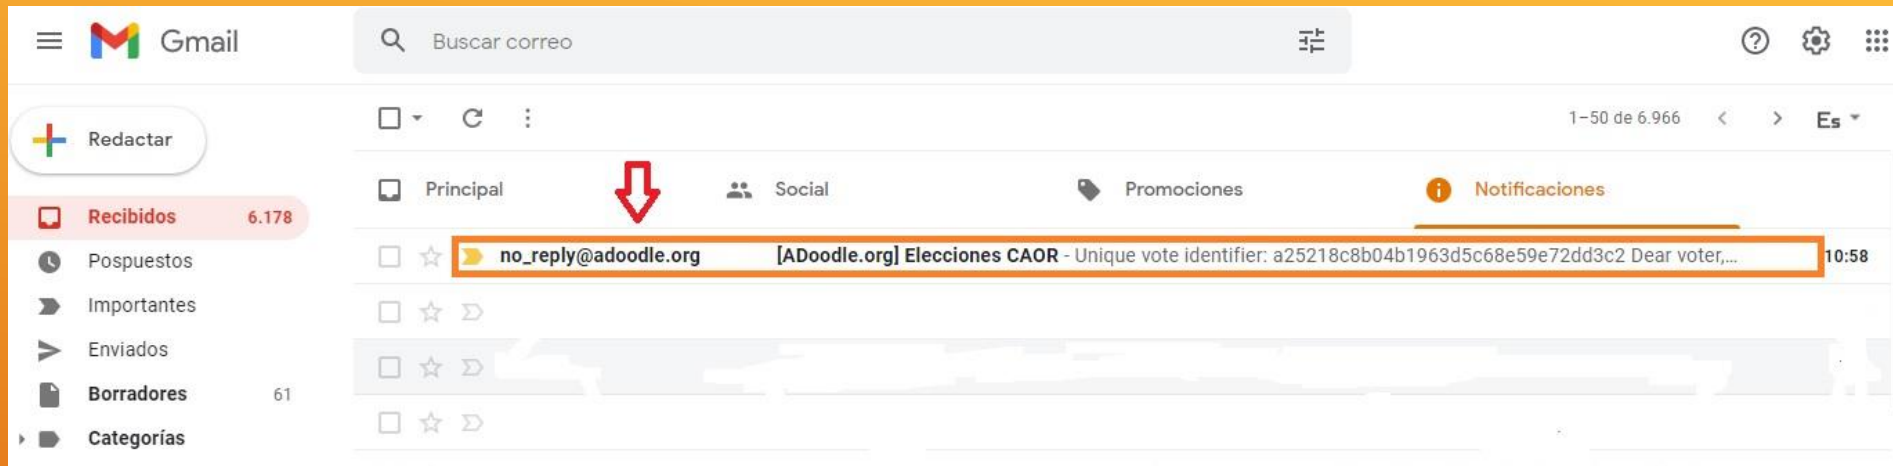 Gmail
Buscar correo
Redactar
1–50 de 6.966
Es
Principal
Social
Promociones
Notificaciones
Recibidos 6.178
no_reply@adoodle.org [ADoodle.org] Elecciones CAOR - Unique vote identifier: a25218c8b04b1963d5c68e59e72dd3c2 Dear voter,... 10:58
Pospuestos
Importantes
Enviados
Borradores 61
Categorías